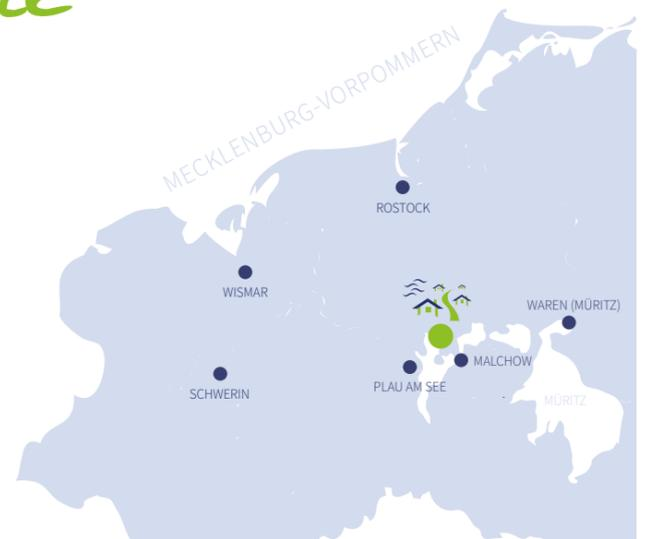 MECKLENBURG-VORPOMMERN
ROSTOCK
WISMAR
WAREN (MÜRITZ)
MALCHOW
PLAU AM SEE
SCHWERIN
MÜRITZ